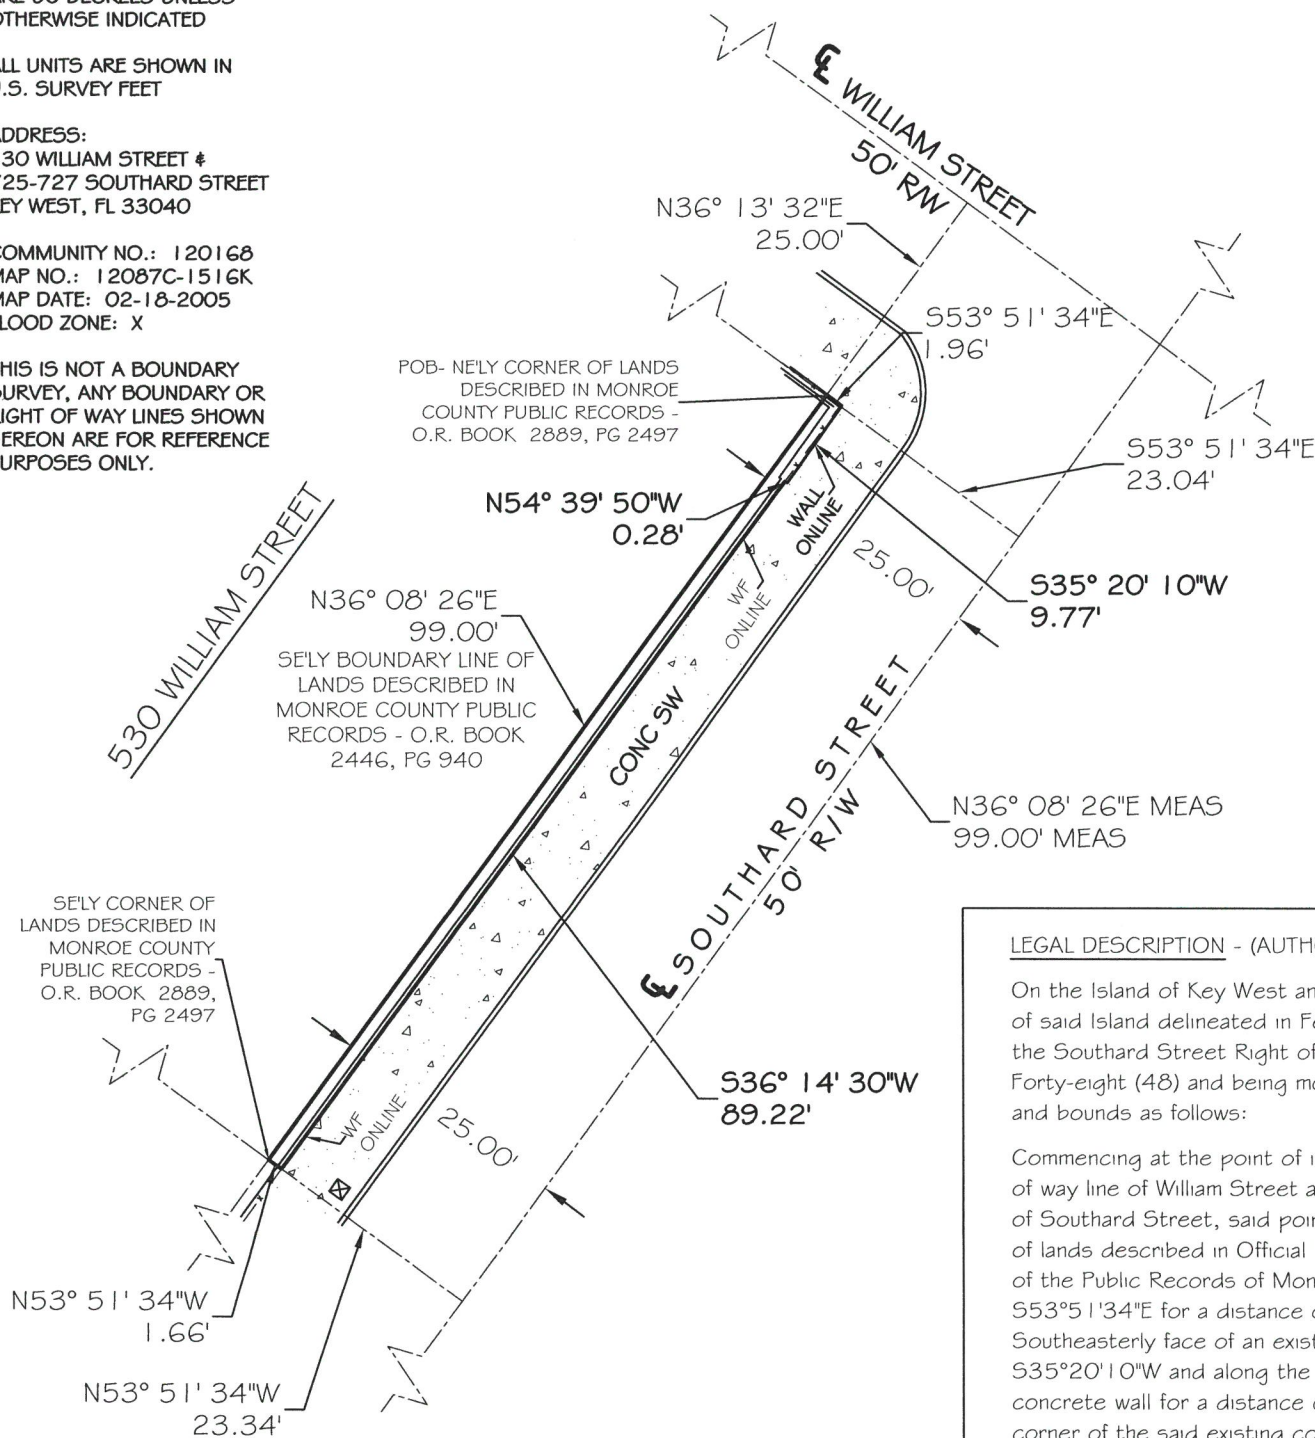 OTHERWISE INDICATED
ALL UNITS ARE SHOWN IN
U.S. SURVEY FEET
ADDRESS:
530 WILLIAM STREET &
725-727 SOUTHARD STREET
KEY WEST, FL 33040
COMMUNITY NO.: 120168
MAP NO.: 12087C-1516K
MAP DATE: 02-18-2005
FLOOD ZONE: X
THIS IS NOT A BOUNDARY
SURVEY, ANY BOUNDARY OR
RIGHT OF WAY LINES SHOWN
HEREON ARE FOR REFERENCE
PURPOSES ONLY.
℄ WILLIAM STREET
50' R/W
N36° 13' 32"E
25.00'
S53° 51' 34"E
1.96'
POB- NE'LY CORNER OF LANDS
DESCRIBED IN MONROE
COUNTY PUBLIC RECORDS -
O.R. BOOK 2889, PG 2497
S53° 51' 34"E
23.04'
N54° 39' 50"W
0.28'
WALL
ONLINE
25.00'
S35° 20' 10"W
9.77'
WF
ONLINE
530 WILLIAM STREET
N36° 08' 26"E
99.00'
SE'LY BOUNDARY LINE OF
LANDS DESCRIBED IN
MONROE COUNTY PUBLIC
RECORDS - O.R. BOOK
2446, PG 940
CONC SW
℄ SOUTHARD STREET
50' R/W
N36° 08' 26"E MEAS
99.00' MEAS
SE'LY CORNER OF
LANDS DESCRIBED IN
MONROE COUNTY
PUBLIC RECORDS -
O.R. BOOK 2889,
PG 2497
S36° 14' 30"W
89.22'
WF
ONLINE
25.00'
N53° 51' 34"W
1.66'
N53° 51' 34"W
23.34'
LEGAL DESCRIPTION - (AUTH
On the Island of Key West an
of said Island delineated in F
the Southard Street Right of
Forty-eight (48) and being mo
and bounds as follows:
Commencing at the point of i
of way line of William Street a
of Southard Street, said poin
of lands described in Official
of the Public Records of Mon
S53°51'34"E for a distance o
Southeasterly face of an exist
S35°20'10"W and along the
concrete wall for a distance o
corner of the said existing co